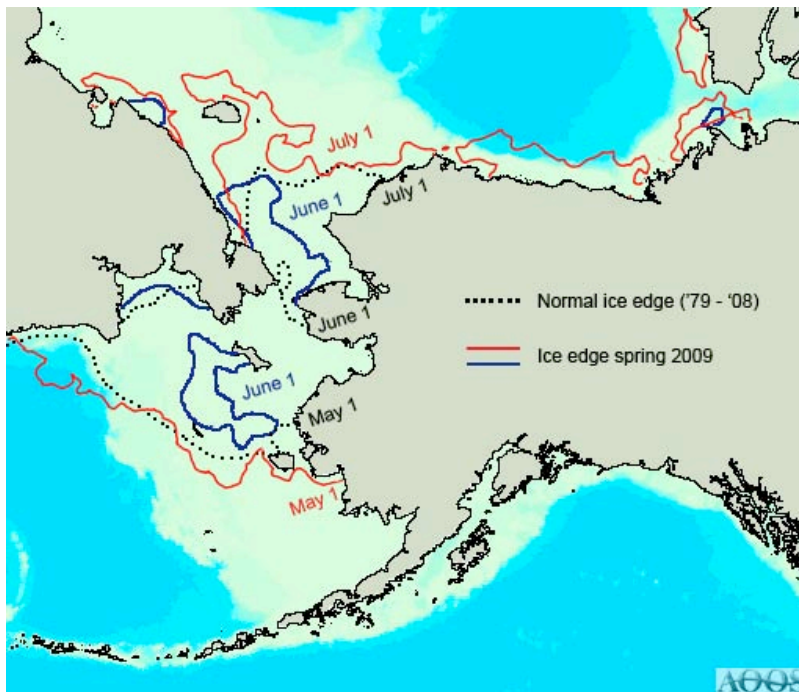 July 1
June 1
July 1
Normal ice edge ('79 - '08)
June 1
Ice edge spring 2009
June 1
May 1
May 1
AOOS